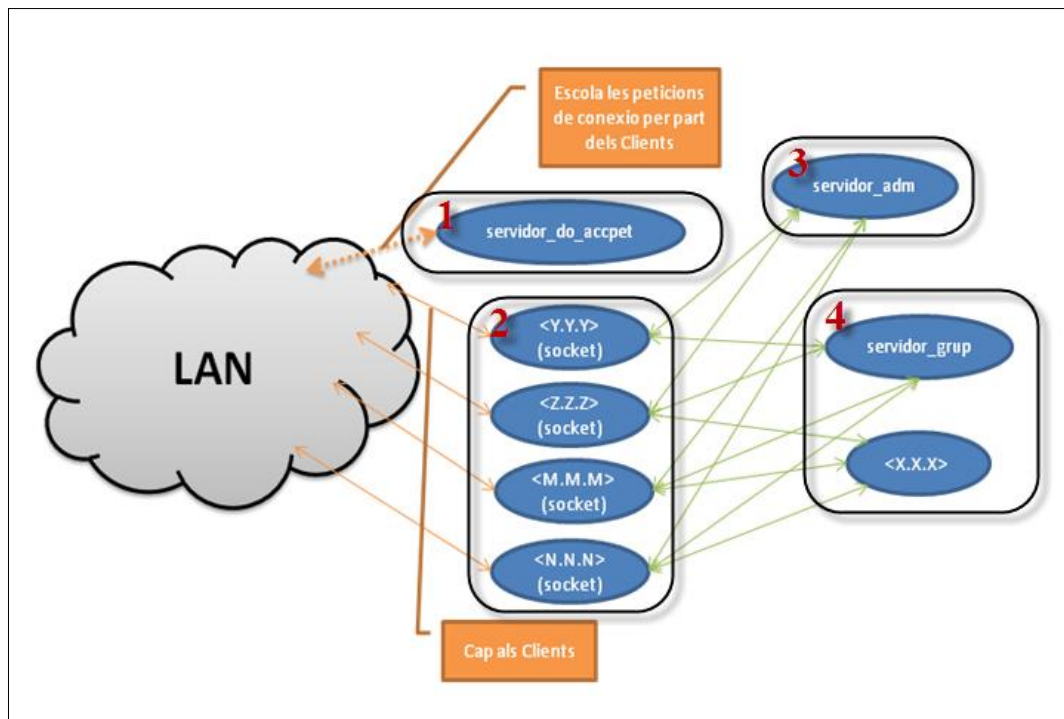 Escola les peticions
de conexio per part
dels Clients
1
servidor_do_accpet
3
servidor_adm
LAN
2
<Y.Y.Y>
(socket)
<Z.Z.Z>
(socket)
<M.M.M>
(socket)
<N.N.N>
(socket)
4
servidor_grup
<X.X.X>
Cap als Clients